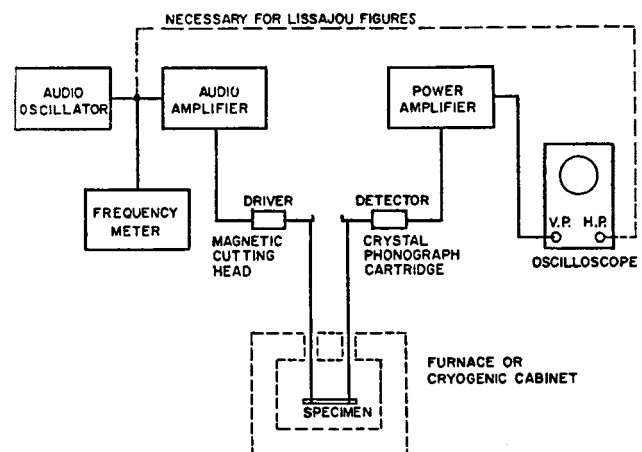 NECESSARY FOR LISSAJOU FIGURES
AUDIO
OSCILLATOR
AUDIO
AMPLIFIER
POWER
AMPLIFIER
FREQUENCY
METER
DRIVER
MAGNETIC
CUTTING
HEAD
DETECTOR
CRYSTAL
PHONOGRAPH
CARTRIDGE
V.P. H.P.
OSCILLOSCOPE
FURNACE OR
CRYOGENIC CABINET
SPECIMEN